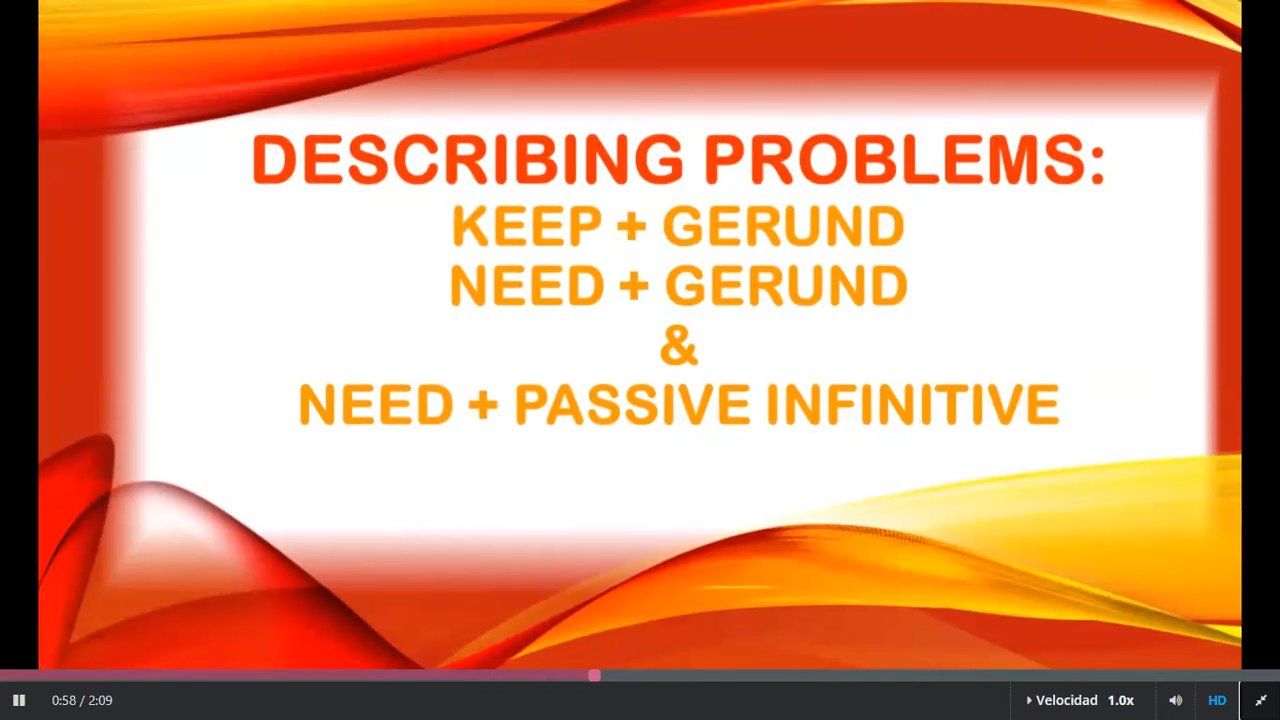 DESCRIBING PROBLEMS:
KEEP + GERUND
NEED + GERUND
&
NEED + PASSIVE INFINITIVE
0:58 / 2:09
Velocidad 1.0x
HD